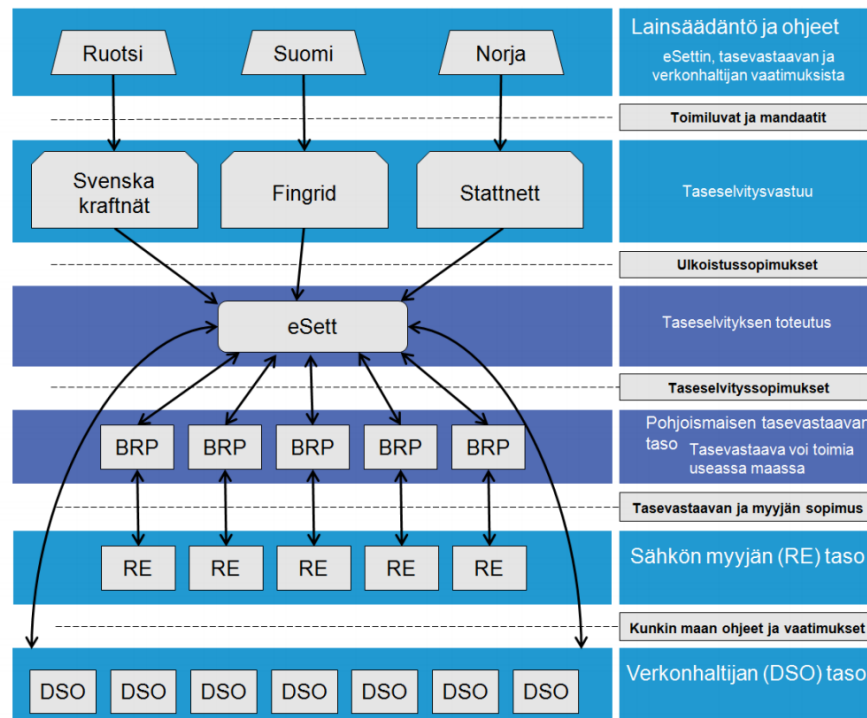 Ruotsi
Suomi
Norja
Lainsäädäntö ja ohjeet
eSettin, tasevastaavan ja
verkonhaltijan vaatimuksista
Toimiluvat ja mandaatit
Svenska
kraftnät
Fingrid
Stattnett
Taseselvitysvastuu
Ulkoistussopimukset
eSett
Taseselvityksen toteutus
Taseselvityssopimukset
BRP
BRP
BRP
BRP
BRP
Pohjoismaisen tasevastaavan
taso
Tasevastaava voi toimia
useassa maassa
Tasevastaavan ja myyjän sopimus
RE
RE
RE
RE
RE
Sähkön myyjän (RE) taso
Kunkin maan ohjeet ja vaatimukset
DSO
DSO
DSO
DSO
DSO
DSO
DSO
Verkonhaltijan (DSO) taso